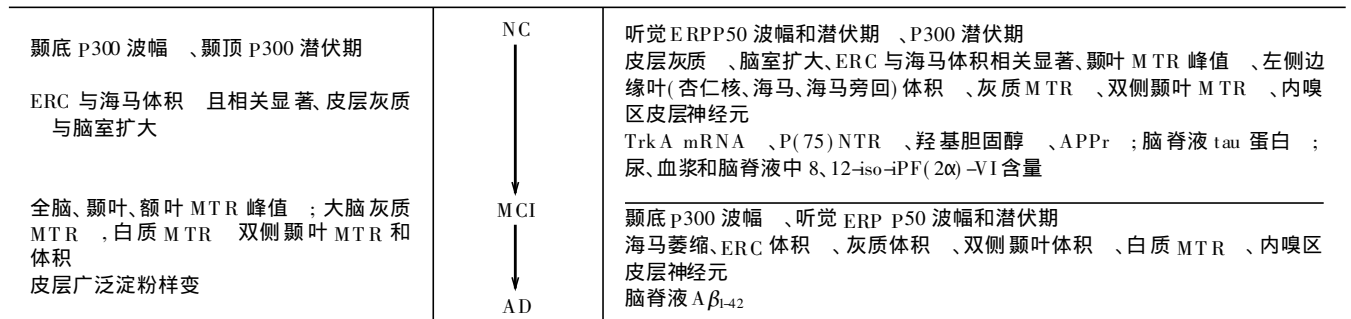 颞底 P300 波幅 、颞顶 P300 潜伏期
ERC 与海马体积 且相关显著、皮层灰质
与脑室扩大
全脑、颞叶、额叶 MTR 峰值 ;大脑灰质
MTR ,白质 MTR 双侧颞叶 MTR 和
体积
皮层广泛淀粉样变
NC
MCI
AD
听觉 ERPP50 波幅和潜伏期 、P300 潜伏期
皮层灰质 、脑室扩大、ERC 与海马体积相关显著、颞叶 MTR 峰值 、左侧边
缘叶(杏仁核、海马、海马旁回)体积 、灰质 MTR 、双侧颞叶 MTR 、内嗅
区皮层神经元
TrkA mRNA 、P(75)NTR 、羟基胆固醇 、APPr ;脑脊液 tau 蛋白 ;
尿、血浆和脑脊液中 8、12-iso-iPF(2α)-VI 含量
颞底 P300 波幅 、听觉 ERP P50 波幅和潜伏期
海马萎缩、ERC 体积 、灰质体积 、双侧颞叶体积 、白质 MTR 、内嗅区
皮层神经元
脑脊液 Aβ1-42